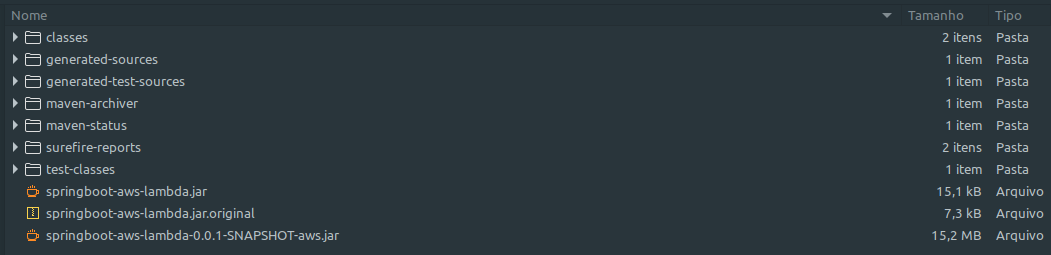 Nome Tamanho Tipo
classes 2 itens Pasta
generated-sources 1 item Pasta
generated-test-sources 1 item Pasta
maven-archiver 1 item Pasta
maven-status 1 item Pasta
surefire-reports 2 itens Pasta
test-classes 1 item Pasta
springboot-aws-lambda.jar 15,1 kB Arquivo
springboot-aws-lambda.jar.original 7,3 kB Arquivo
springboot-aws-lambda-0.0.1-SNAPSHOT-aws.jar 15,2 MB Arquivo